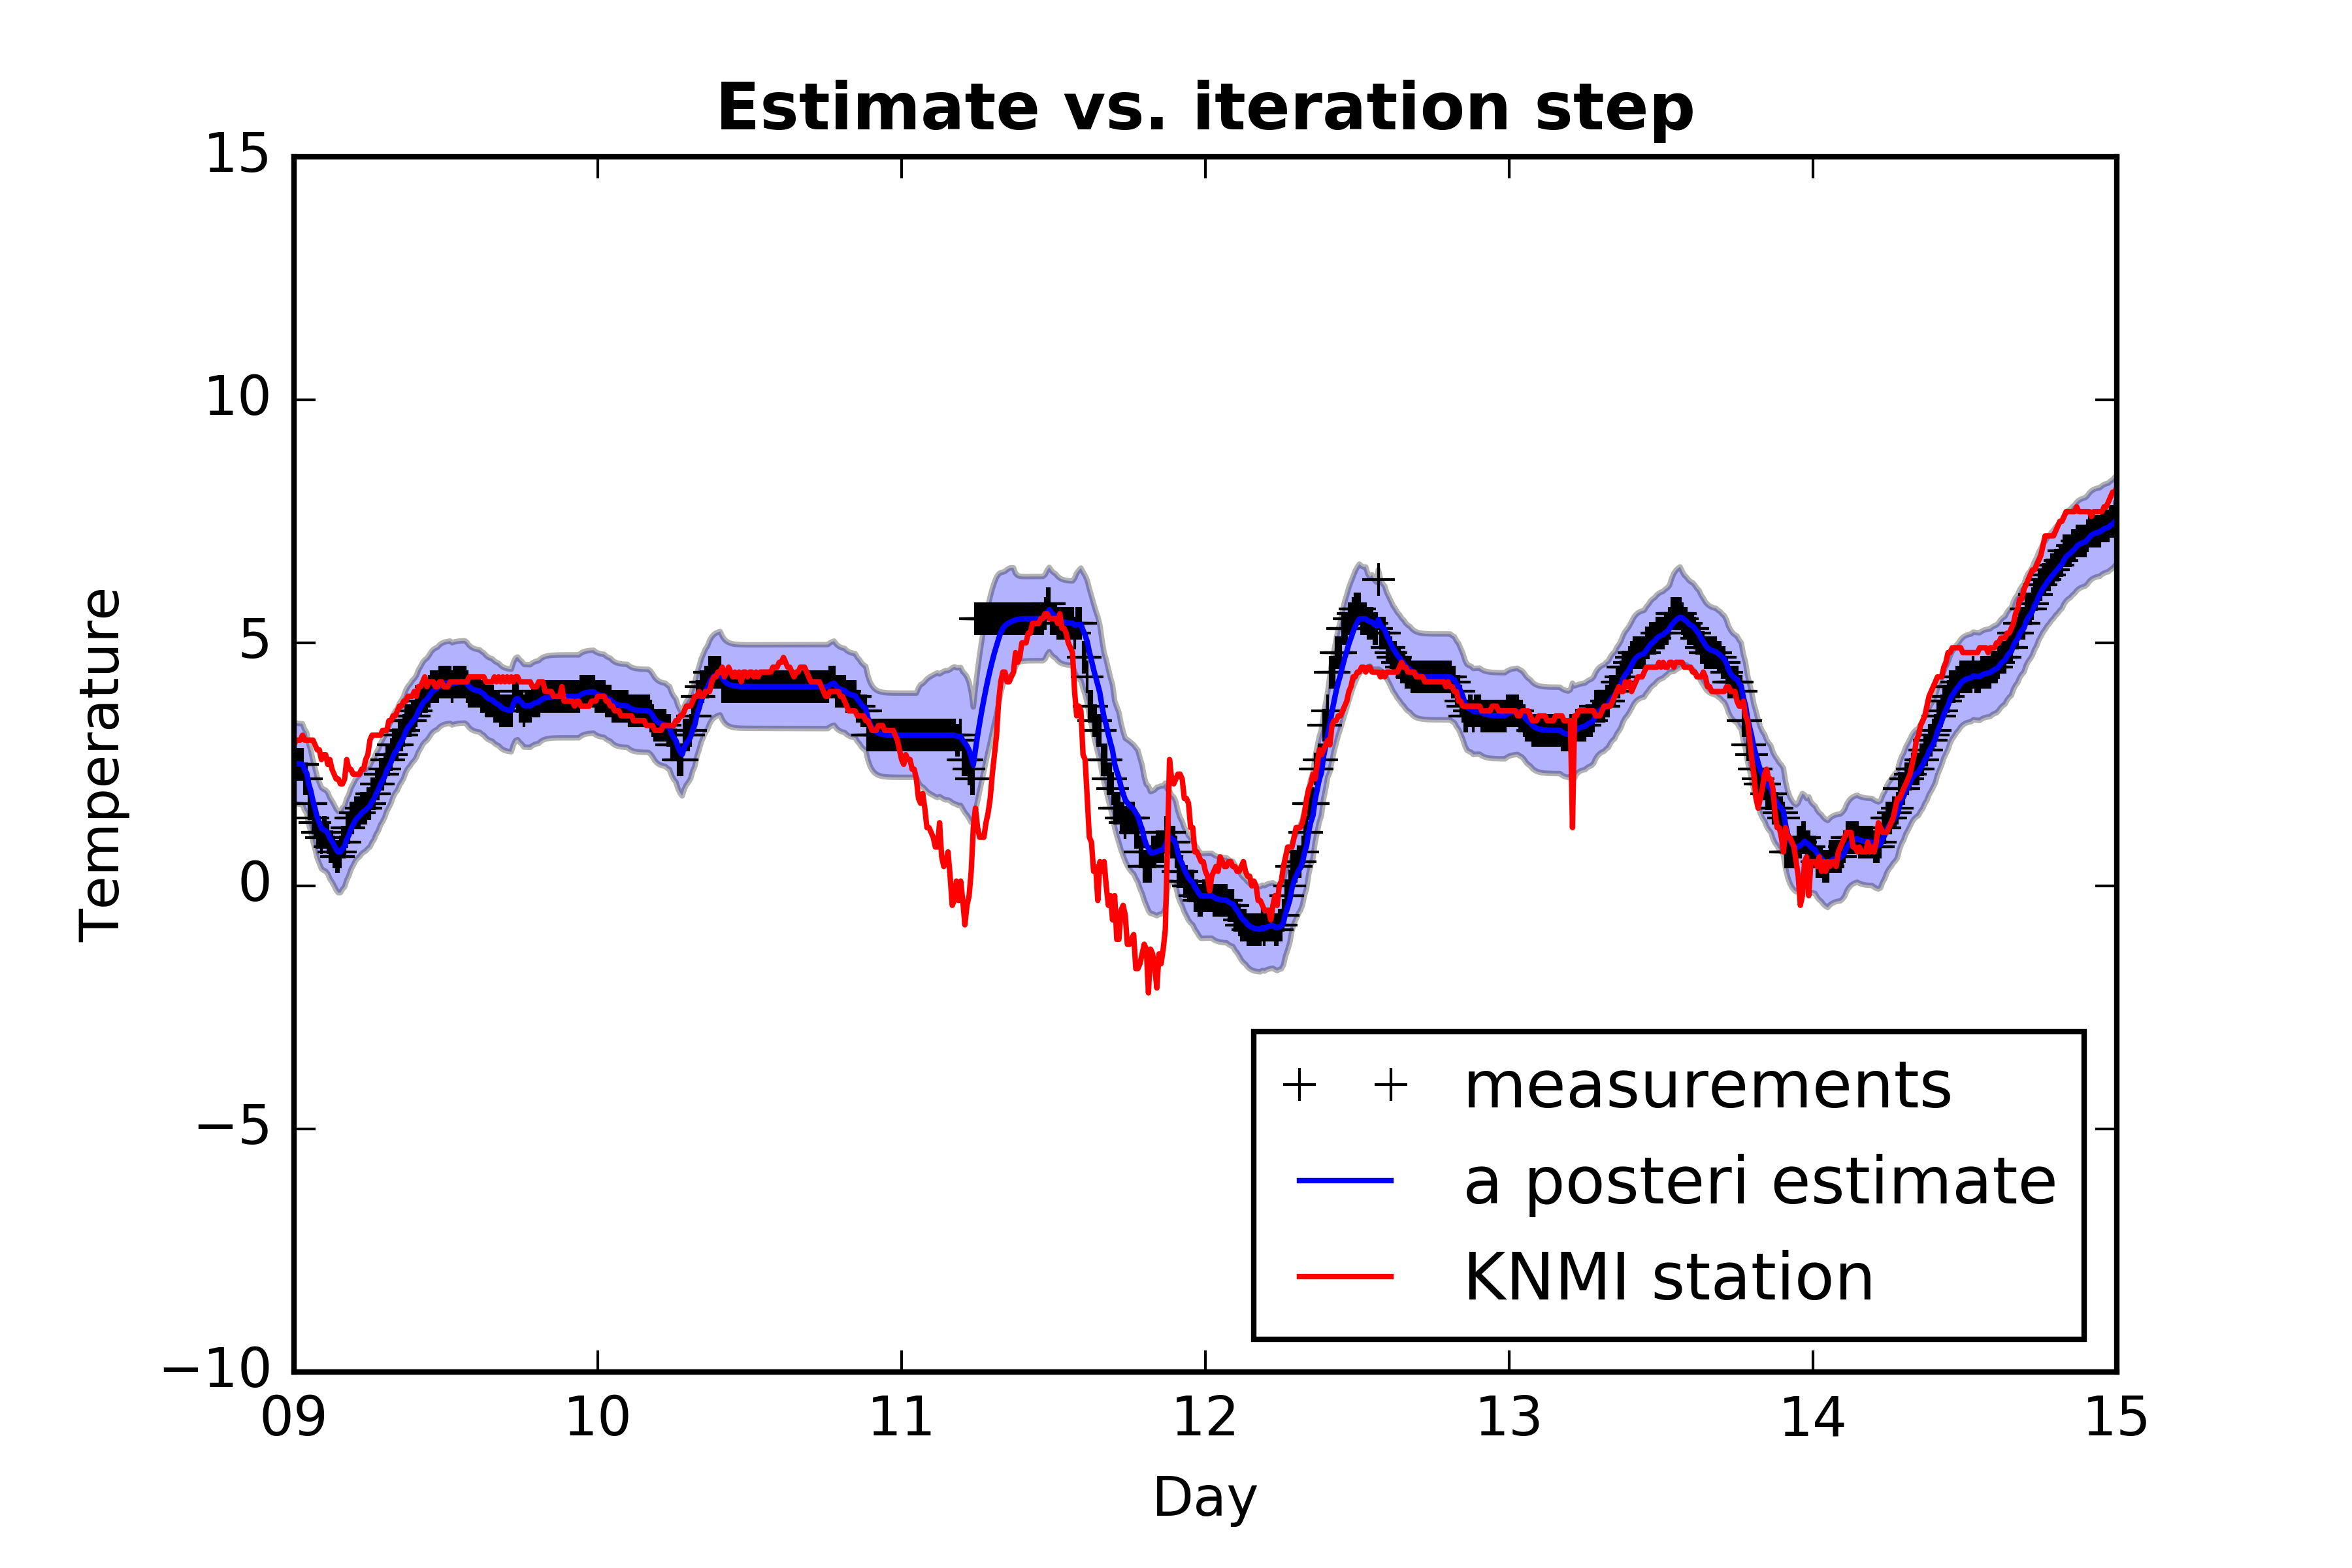 Estimate vs. iteration step
15
10
5
0
−5
−10
Temperature
measurements
a posteri estimate
KNMI station
09 10 11 12 13 14 15
Day